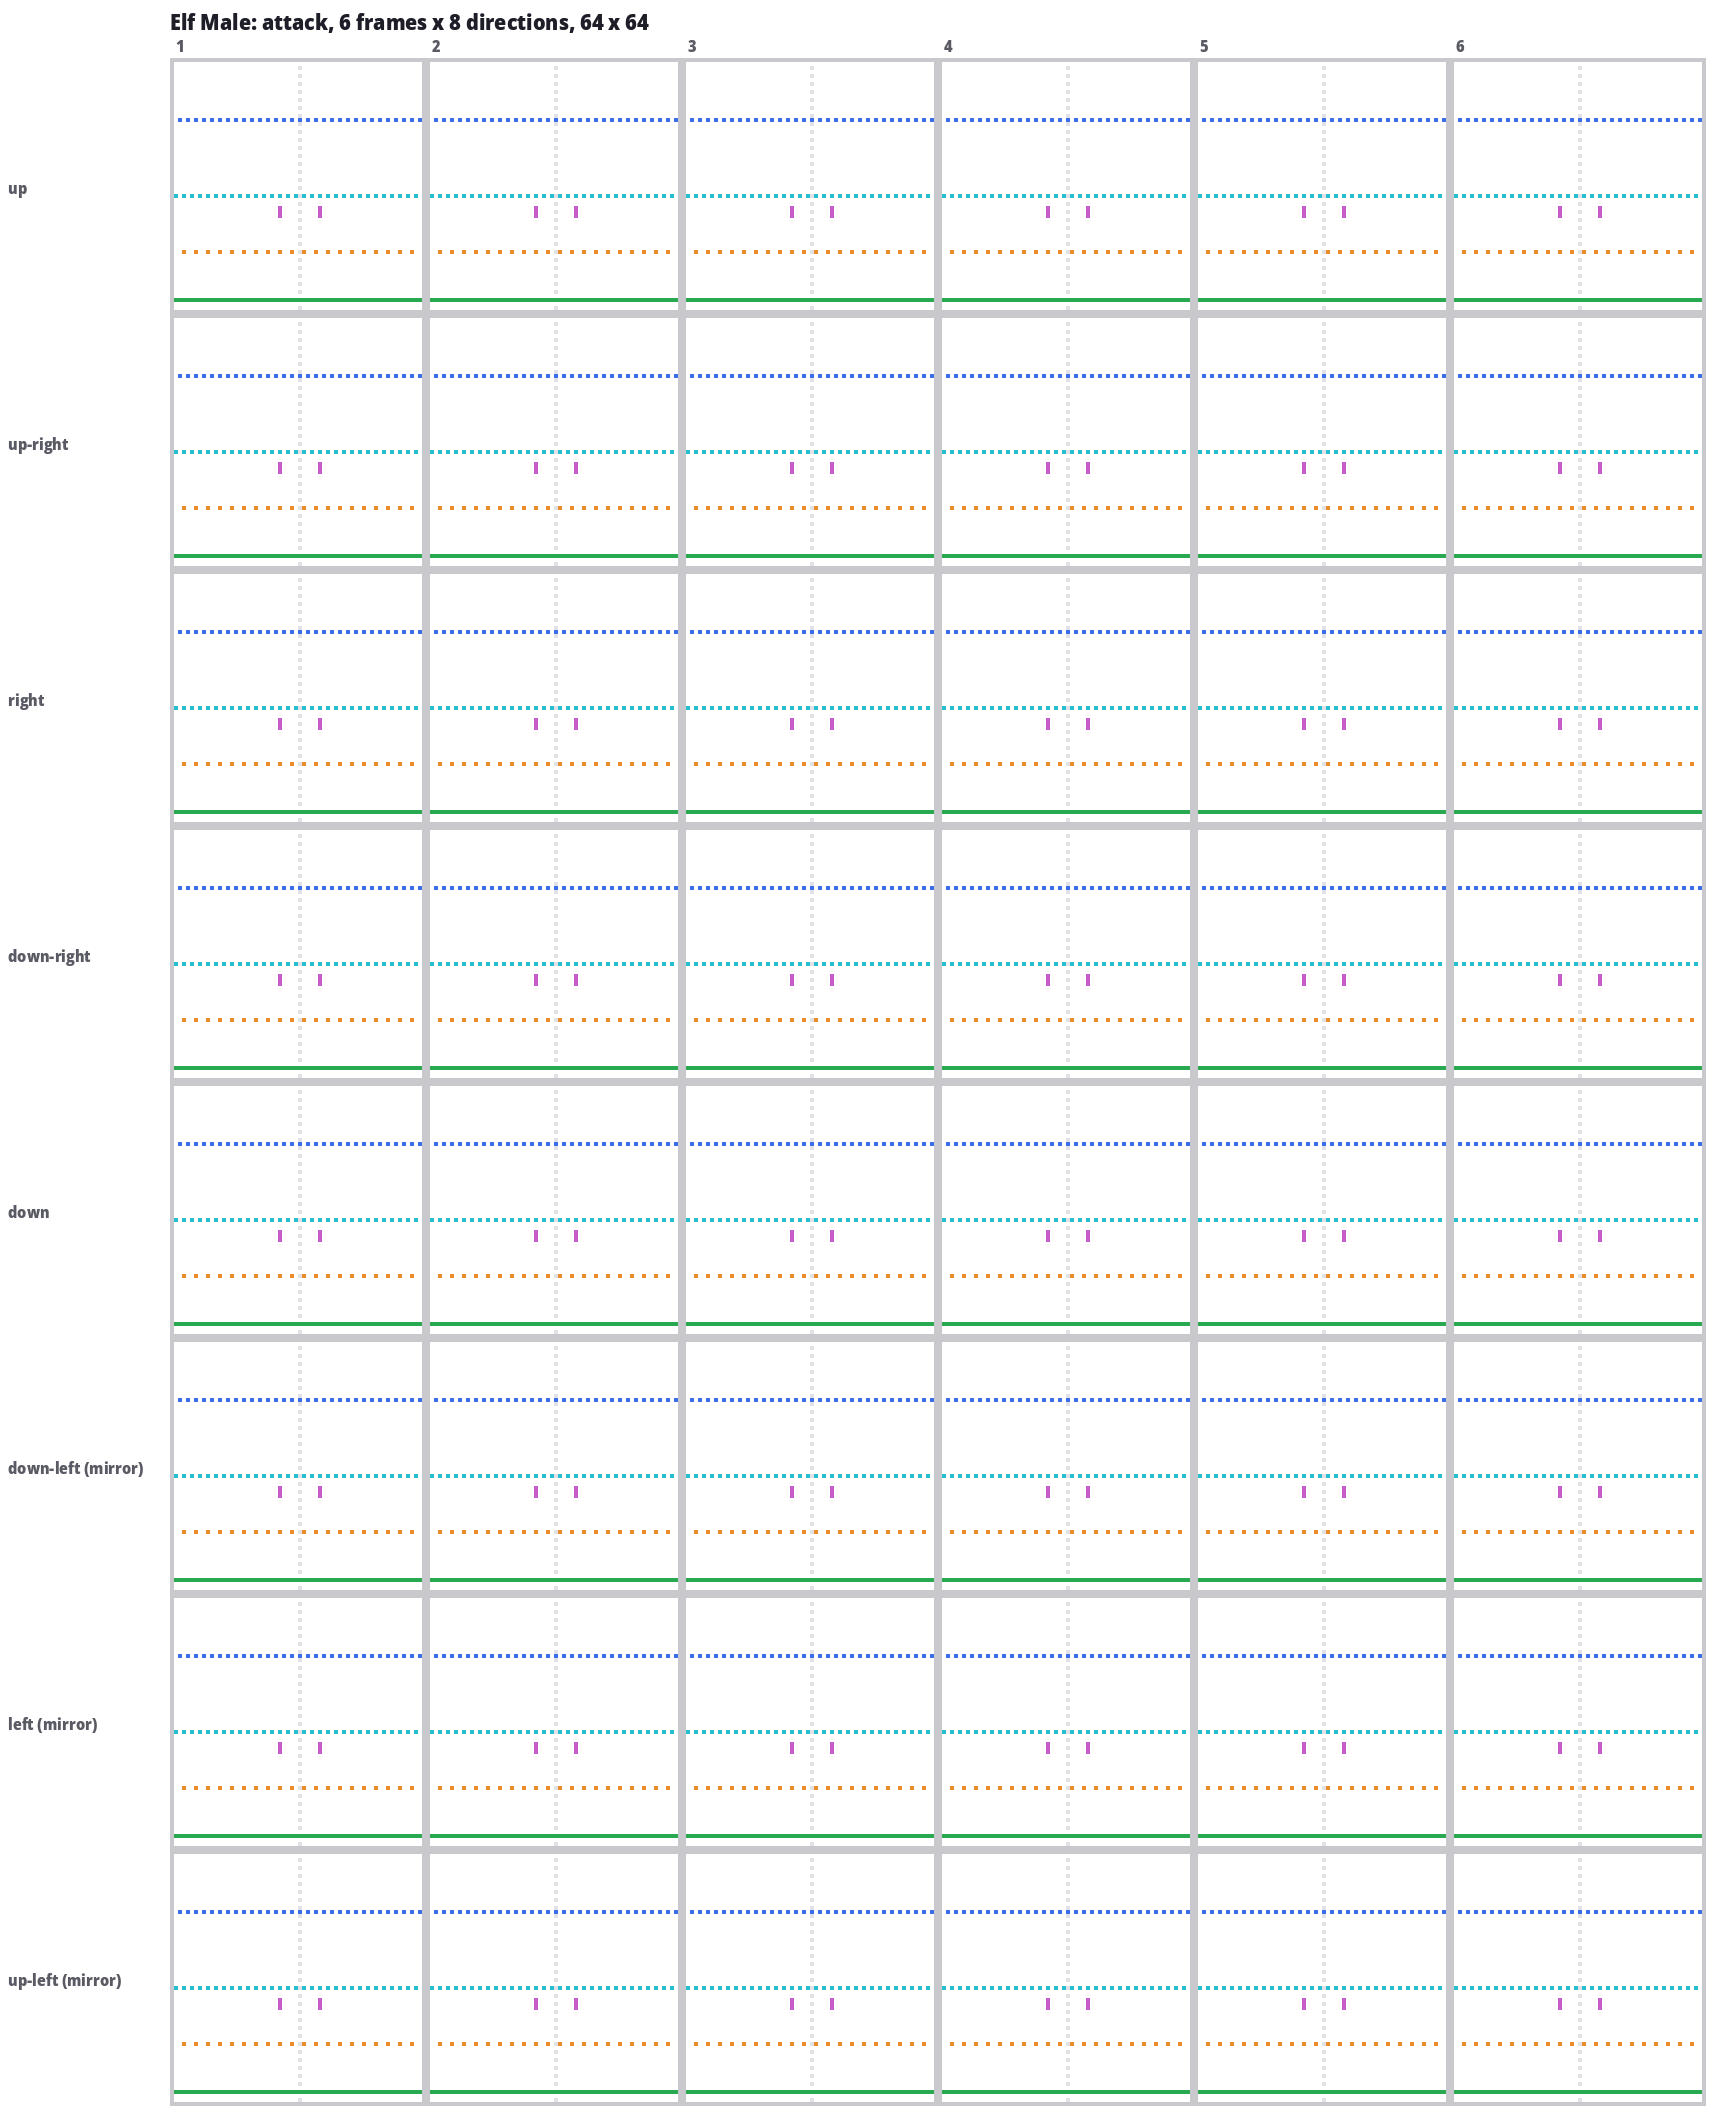 Elf Male: attack, 6 frames x 8 directions, 64 x 64
1 2 3 4 5 6
up
up-right
right
down-right
down
down-left (mirror)
left (mirror)
up-left (mirror)